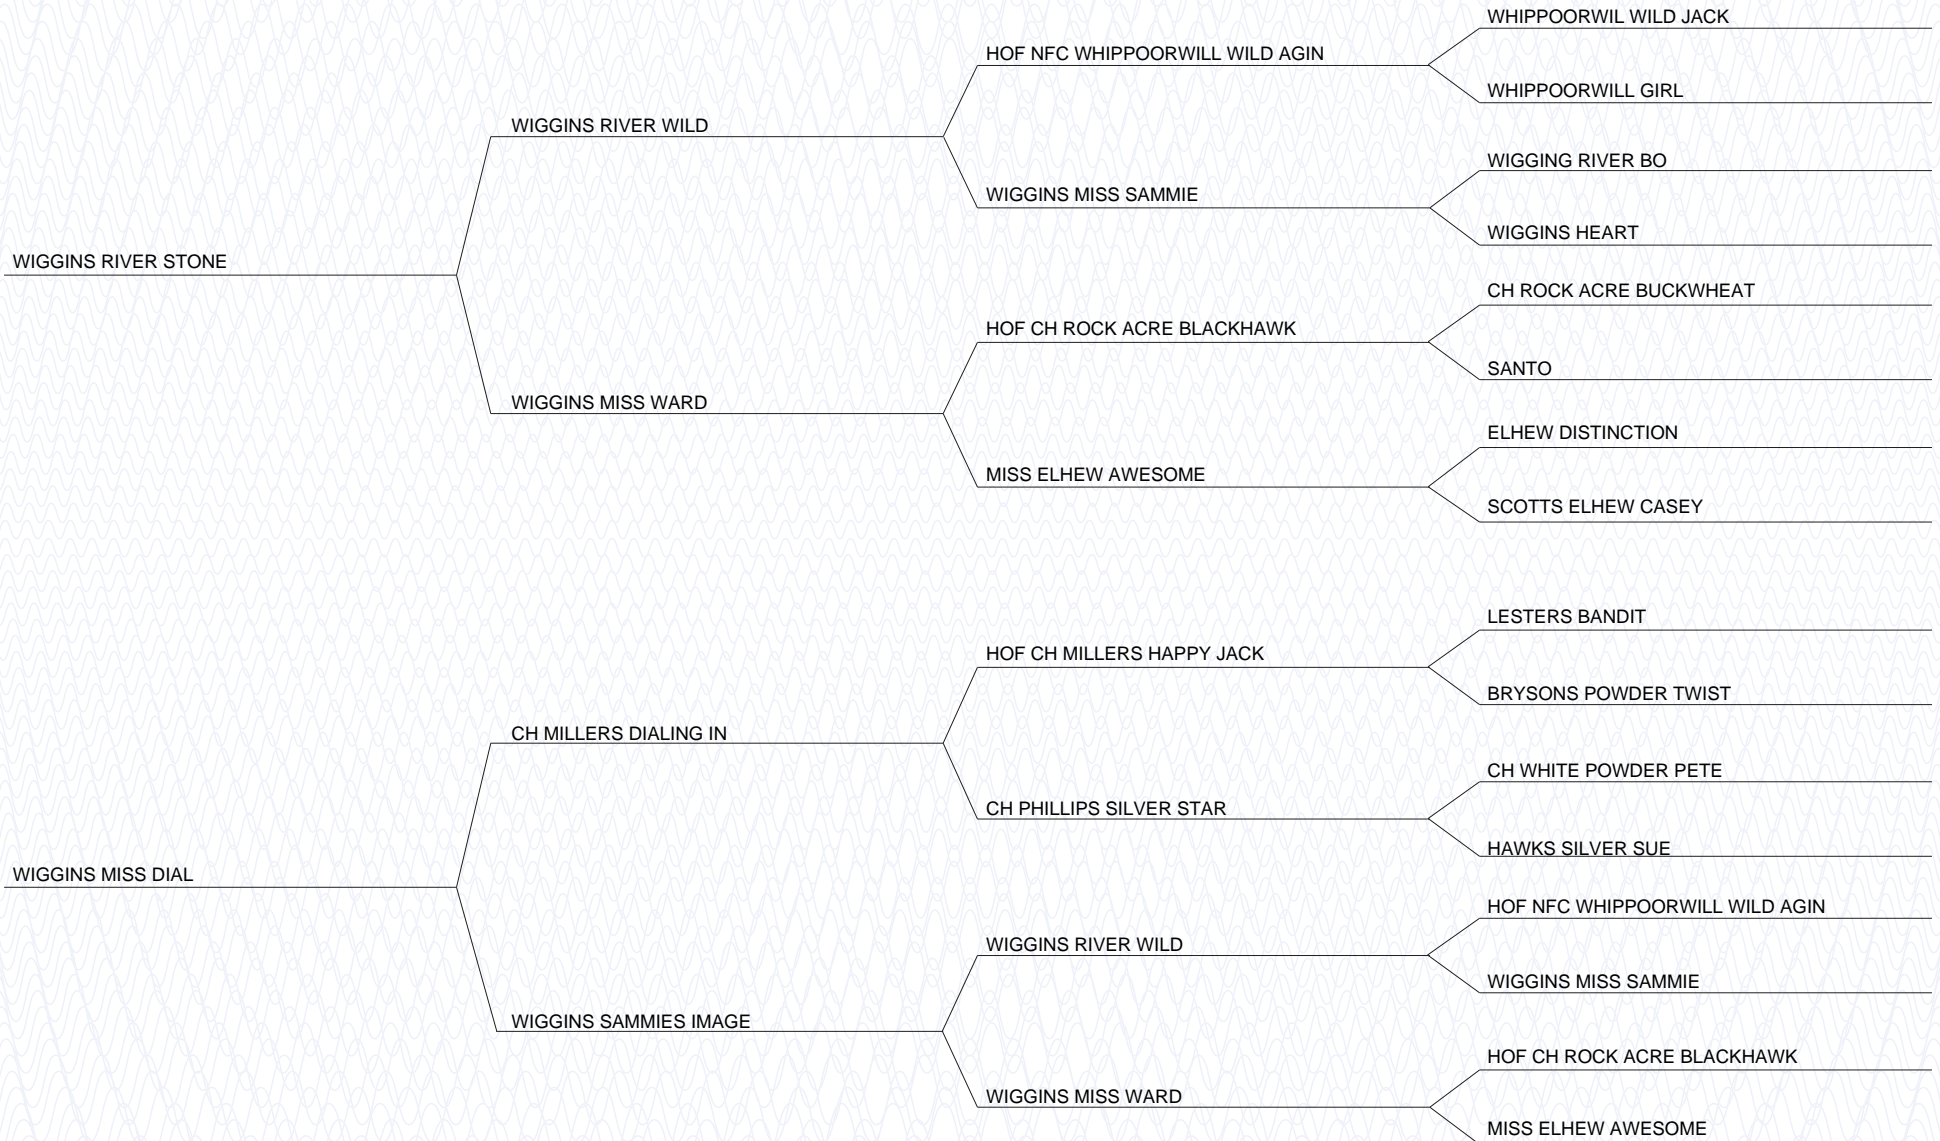 WHIPPOORWIL WILD JACK
HOF NFC WHIPPOORWILL WILD AGIN
WHIPPOORWILL GIRL
WIGGINS RIVER WILD
WIGGING RIVER BO
WIGGINS MISS SAMMIE
WIGGINS HEART
WIGGINS RIVER STONE
CH ROCK ACRE BUCKWHEAT
HOF CH ROCK ACRE BLACKHAWK
SANTO
WIGGINS MISS WARD
ELHEW DISTINCTION
MISS ELHEW AWESOME
SCOTTS ELHEW CASEY
LESTERS BANDIT
HOF CH MILLERS HAPPY JACK
BRYSONS POWDER TWIST
CH MILLERS DIALING IN
CH WHITE POWDER PETE
CH PHILLIPS SILVER STAR
HAWKS SILVER SUE
WIGGINS MISS DIAL
HOF NFC WHIPPOORWILL WILD AGIN
WIGGINS RIVER WILD
WIGGINS MISS SAMMIE
WIGGINS SAMMIES IMAGE
HOF CH ROCK ACRE BLACKHAWK
WIGGINS MISS WARD
MISS ELHEW AWESOME